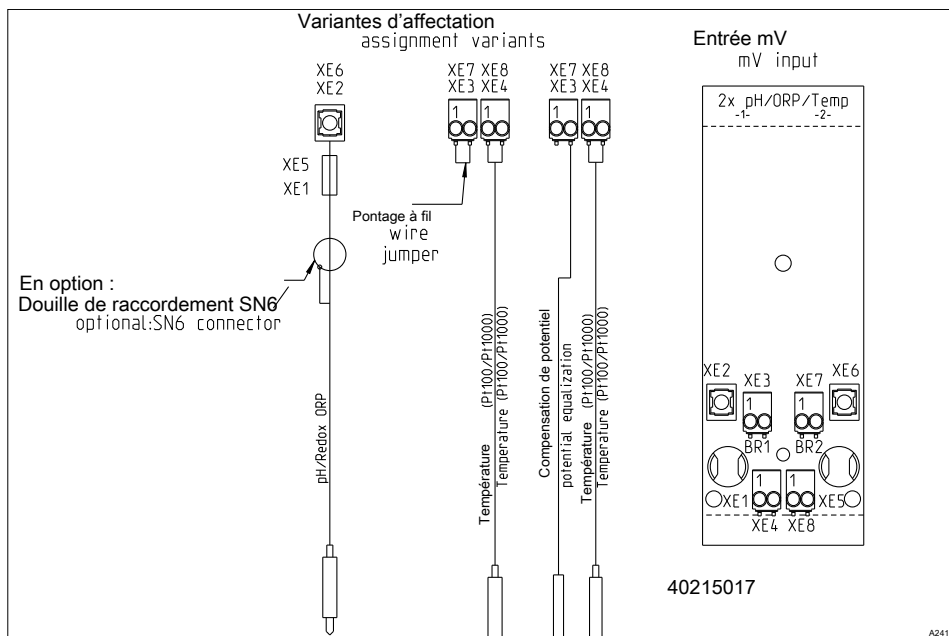 Variantes d’affectation
assignment variants
XE6
XE2
XE5
XE1
En option :
Douille de raccordement SN6
optional:SN6 connector
pH/Redox ORP
XE7 XE8
XE3 XE4
1 1
Pontage à fil
wire
jumper
Température (Pt100/Pt1000)
Temperature (Pt100/Pt1000)
XE7 XE8
XE3 XE4
1 1
Compensation de potentiel
potential equalization
Température (Pt100/Pt1000)
Temperature (Pt100/Pt1000)
Entrée mV
mV input
2x pH/ORP/Temp
-1- -2-
XE2 XE3 XE7 XE6
1 1
BR1 BR2
XE1 1 1 XE5
XE4 XE8
40215017
A241